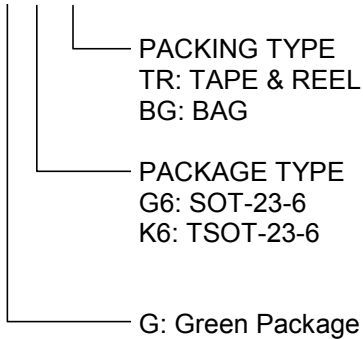 PACKING TYPE
TR: TAPE & REEL
BG: BAG
PACKAGE TYPE
G6: SOT-23-6
K6: TSOT-23-6
G: Green Package